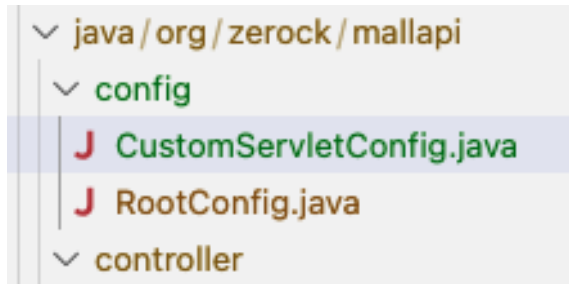 java/org/zerock/mallapi
config
J CustomServletConfig.java
J RootConfig.java
controller